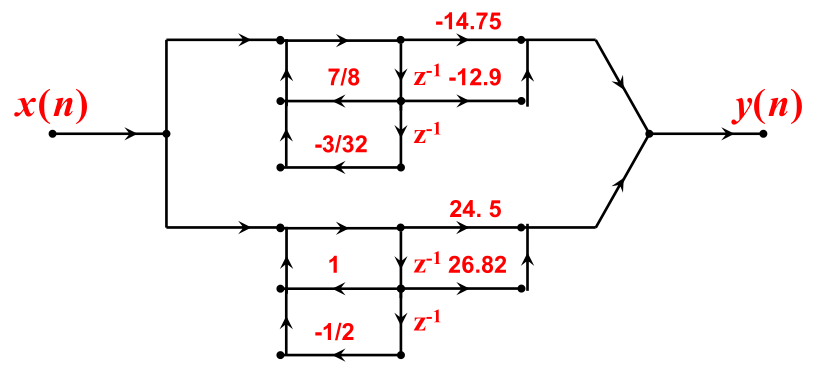 -14.75
7/8 z-1 -12.9
x(n) y(n)
-3/32 z-1
24. 5
1 z-1 26.82
-1/2 z-1